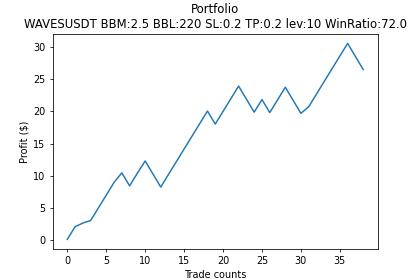 Portfolio
WAVESUSDT BBM:2.5 BBL:220 SL:0.2 TP:0.2 lev:10 WinRatio:72.0
30
25
20
15
10
5
0
Profit ($)
0 5 10 15 20 25 30 35
Trade counts